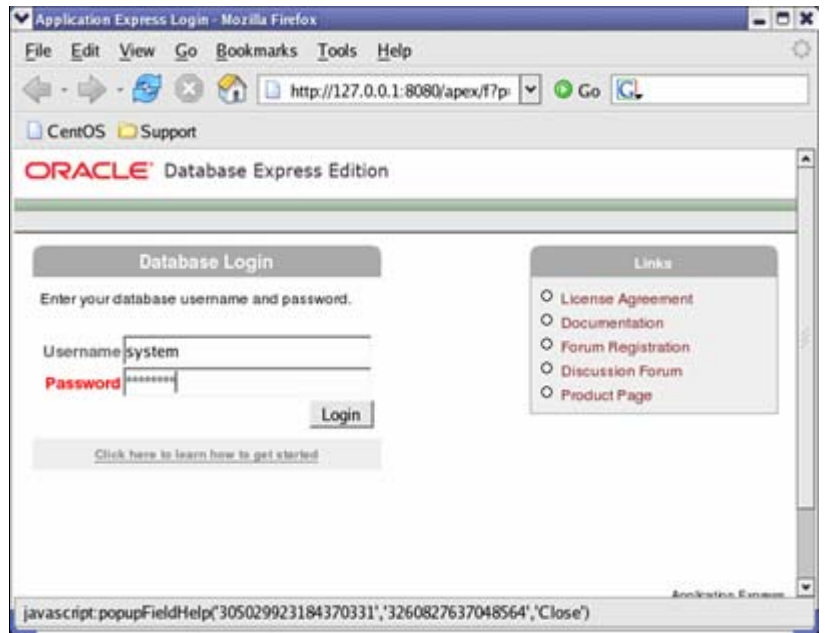 Application Express Login - Mozilla Firefox
File Edit View Go Bookmarks Tools Help
http://127.0.0.1:8080/apex/f?p= Go G
CentOS Support
ORACLE Database Express Edition
Database Login
Enter your database username and password.
Username system
Password ********
Login
Click here to learn how to get started
Links
License Agreement
Documentation
Forum Registration
Discussion Forum
Product Page
Application Express
javascript:popupFieldHelp('305029923184370331','3260827637048564','Close')